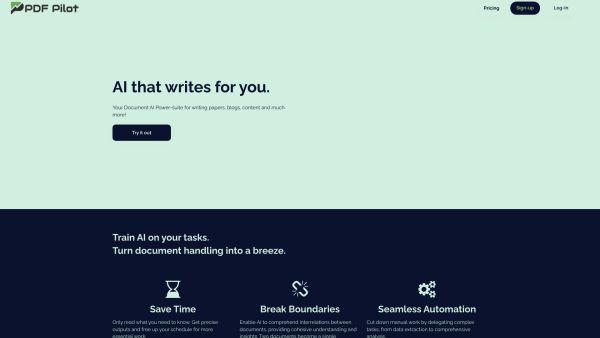 PDF Pilot
Pricing
Sign up
Log-in
AI that writes for you.
Your Document AI Power-suite for writing papers, blogs, content and much
more!
Try it out
Train AI on your tasks.
Turn document handling into a breeze.
Save Time
Only read what you need to know. Get precise
outputs and free up your schedule for more
essential work.
Break Boundaries
Enable AI to comprehend interrelations between
documents, providing cohesive understanding and
insights. Two documents become a single
Seamless Automation
Cut down manual work by delegating complex
tasks, from data extraction to comprehensive
analysis.